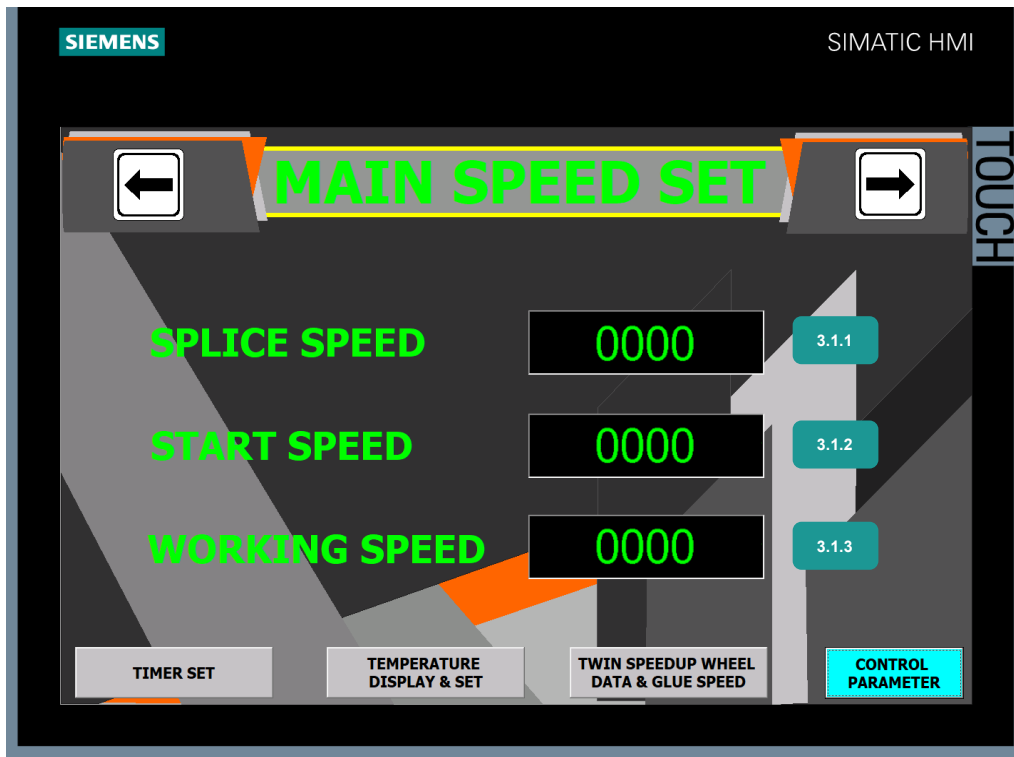 SIEMENS
SIMATIC HMI
TOUCH
MAIN SPEED SET
SPLICE SPEED 0000 3.1.1
START SPEED 0000 3.1.2
WORKING SPEED 0000 3.1.3
TIMER SET
TEMPERATURE
DISPLAY & SET
TWIN SPEEDUP WHEEL
DATA & GLUE SPEED
CONTROL
PARAMETER